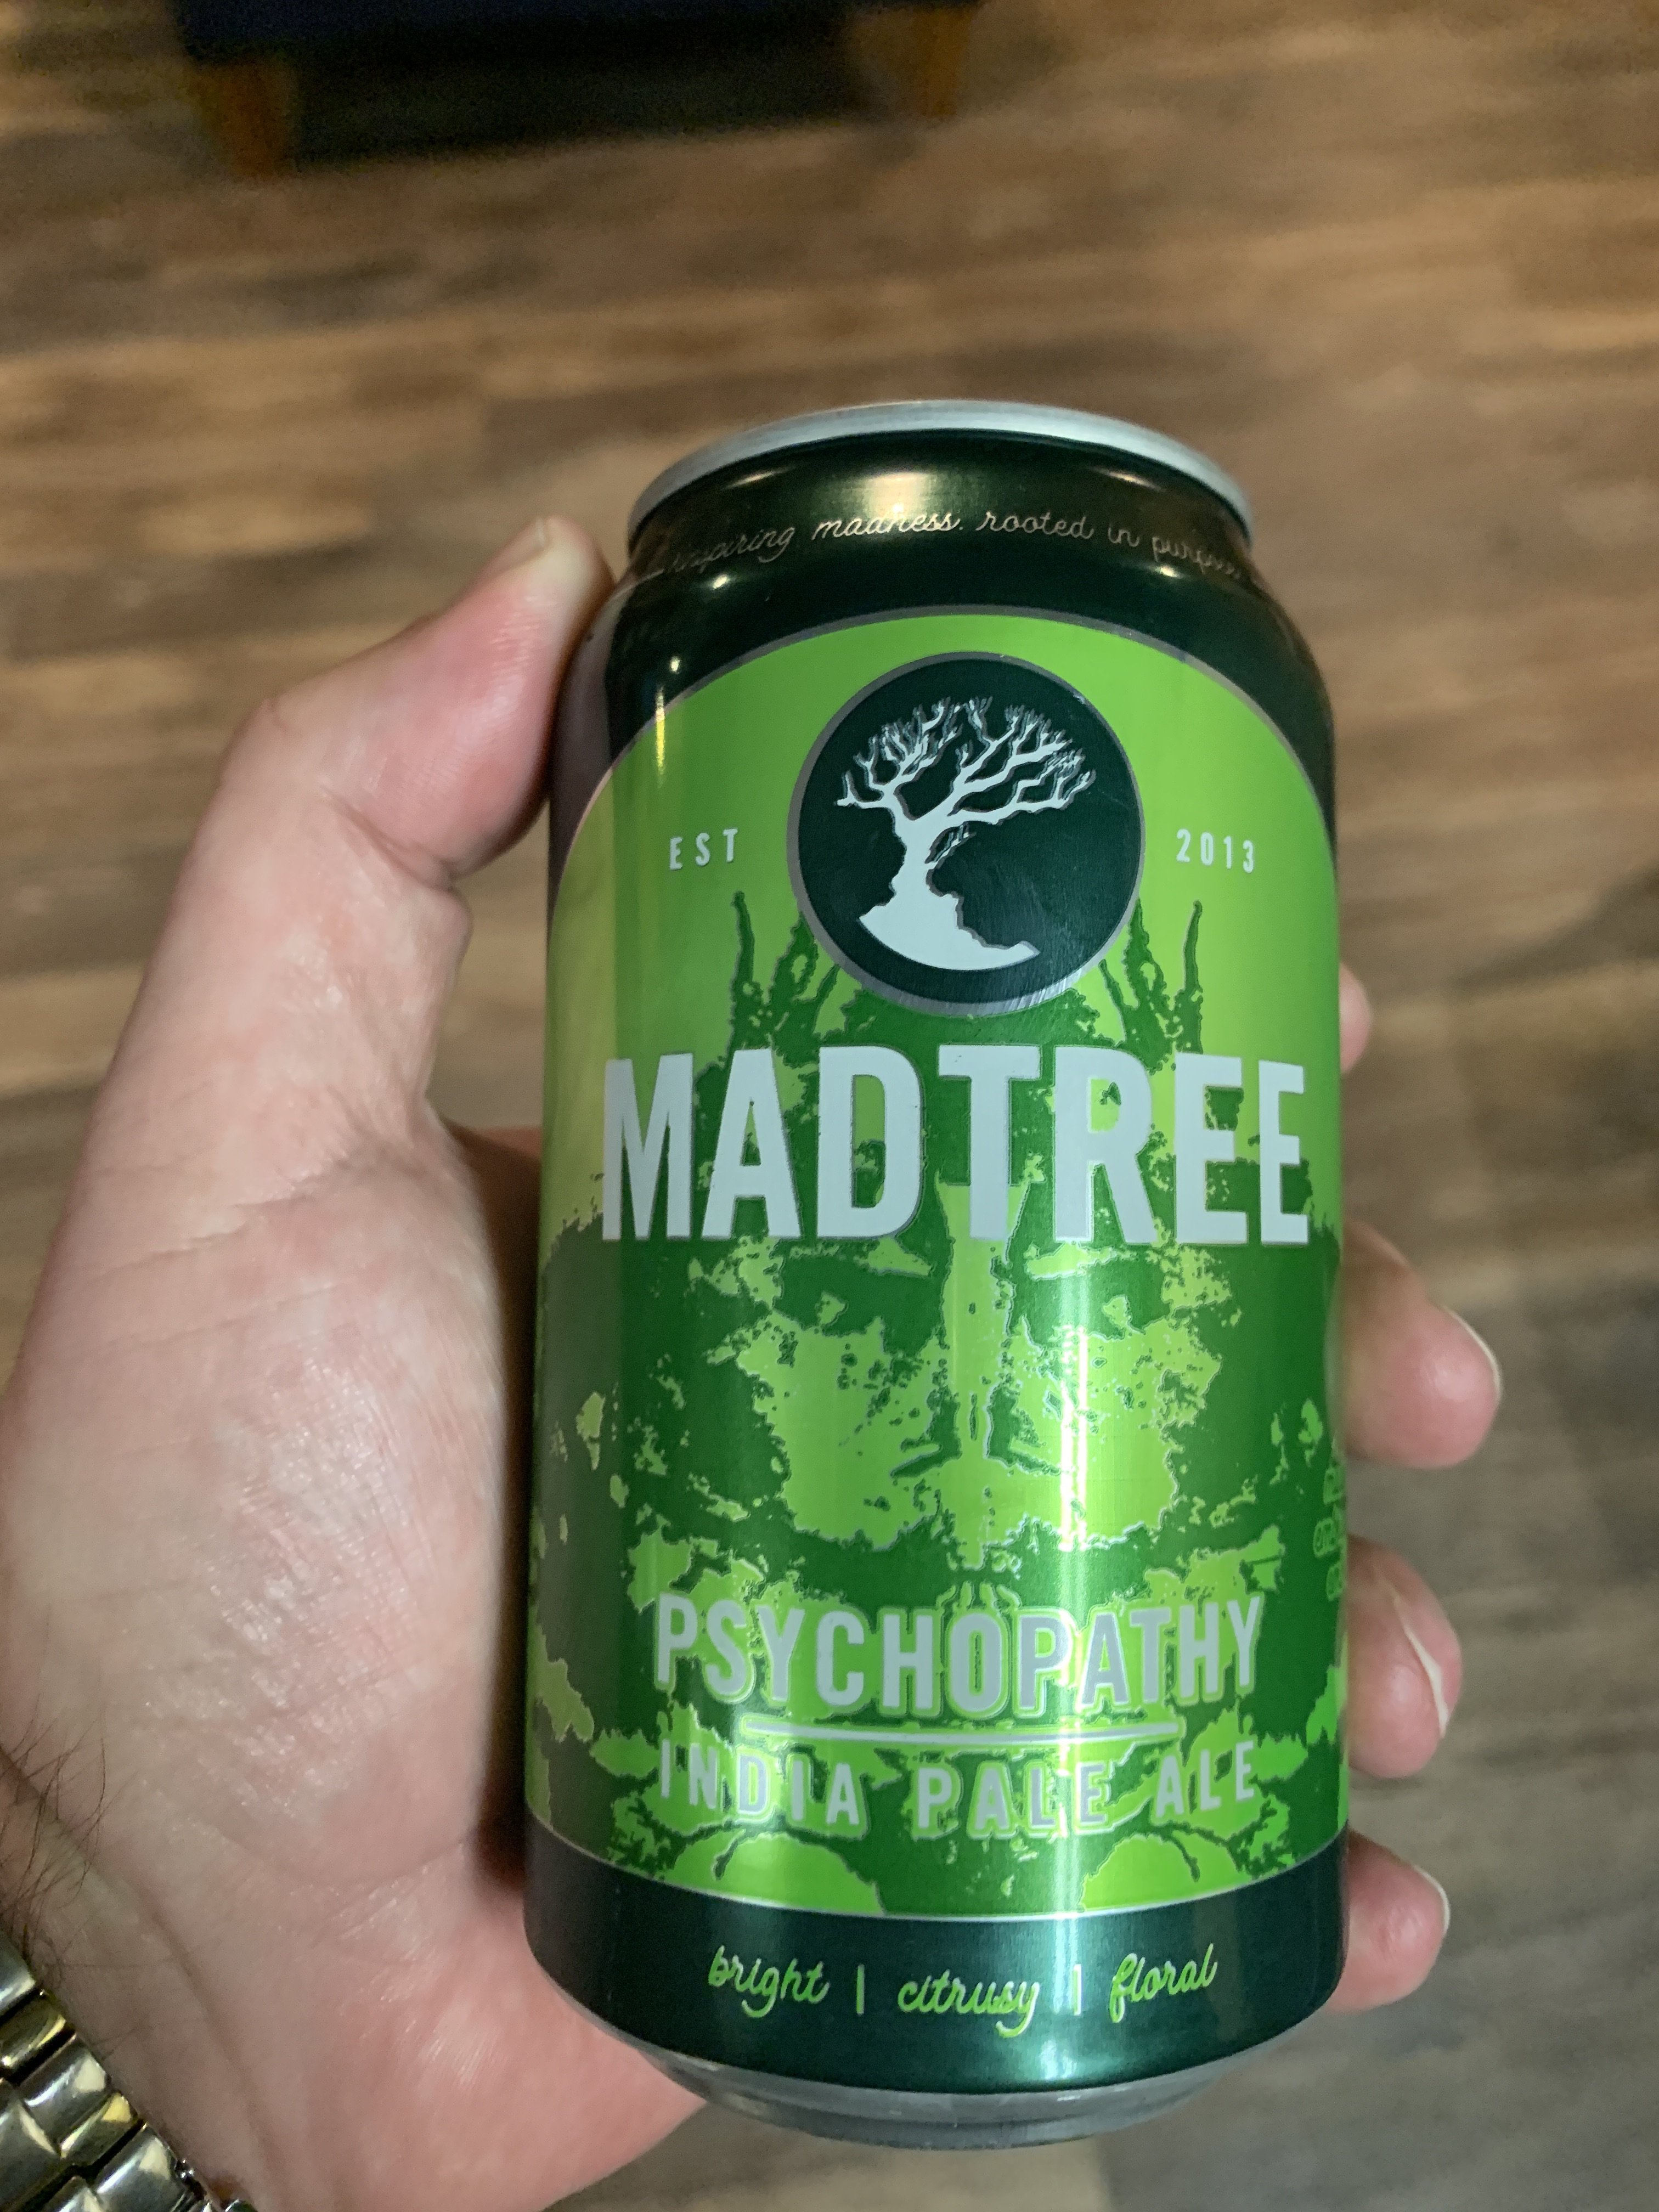 inspiring madness. rooted in purpose
EST 2013
MADTREE
PSYCHOPATHY
INDIA PALE ALE
bright | citrusy | floral